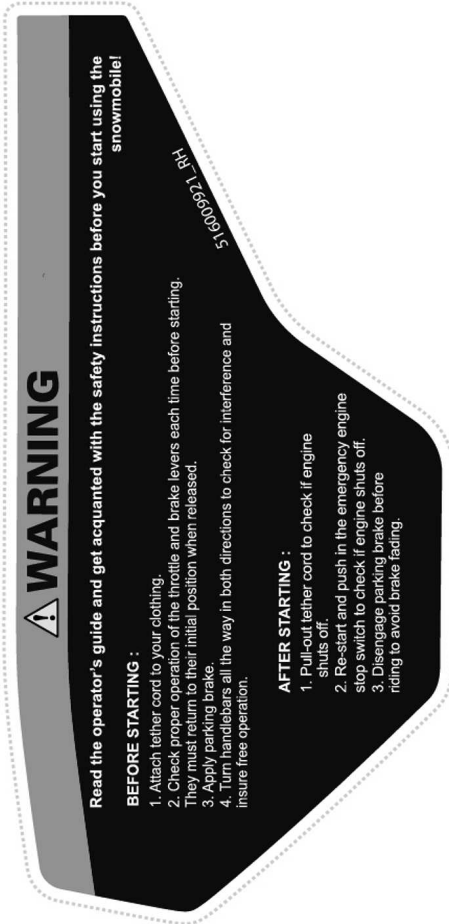 WARNING
Read the operator's guide and get acquanted with the safety instructions before you start using the
snowmobile!
BEFORE STARTING :
1. Attach tether cord to your clothing.
2. Check proper operation of the throttle and brake levers each time before starting.
They must return to their initial position when released.
3. Apply parking brake.
4. Turn handlebars all the way in both directions to check for interference and
insure free operation.
516009921_RH
AFTER STARTING :
1. Pull-out tether cord to check if engine
shuts off.
2. Re-start and push in the emergency engine
stop switch to check if engine shuts off.
3. Disengage parking brake before
riding to avoid brake fading.